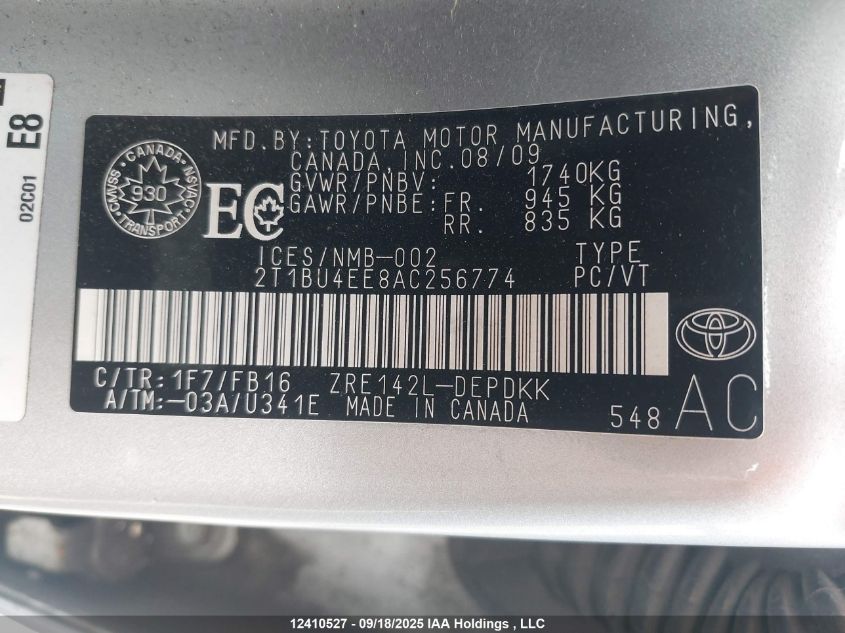 E8
02C01
MFD.BY:TOYOTA MOTOR MANUFACTURING,
CANADA,INC.08/09
GVWR/PNBV: 1740KG
GAWR/PNBE:FR. 945 KG
RR. 835 KG
CANADA
CMVSS
NSVAC
930
TRANSPORT
EC
ICES/NMB-002 TYPE
2T1BU4EE8AC256774 PC/VT
C/TR:1F7/FB16 ZRE142L-DEPDKK
A/TM:-03A/U341E MADE IN CANADA
548 AC
12410527 - 09/18/2025 IAA Holdings , LLC